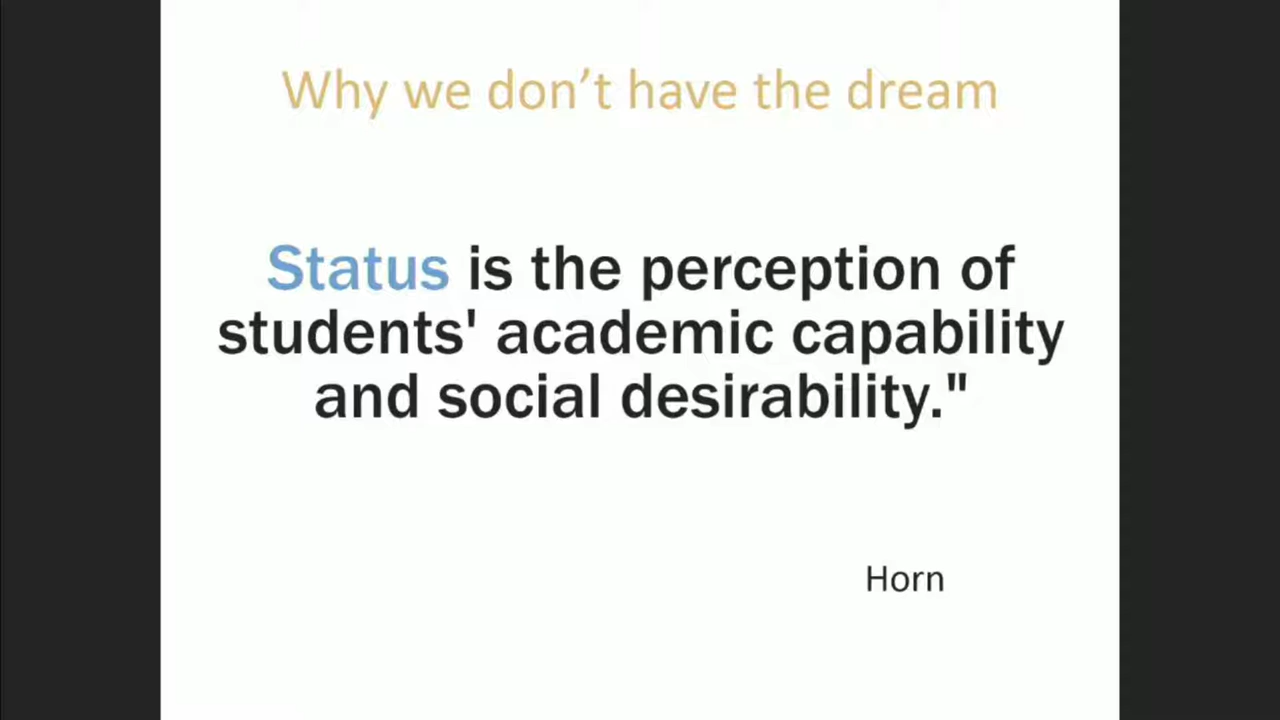 Why we don’t have the dream
Status is the perception of
students' academic capability
and social desirability."
Horn